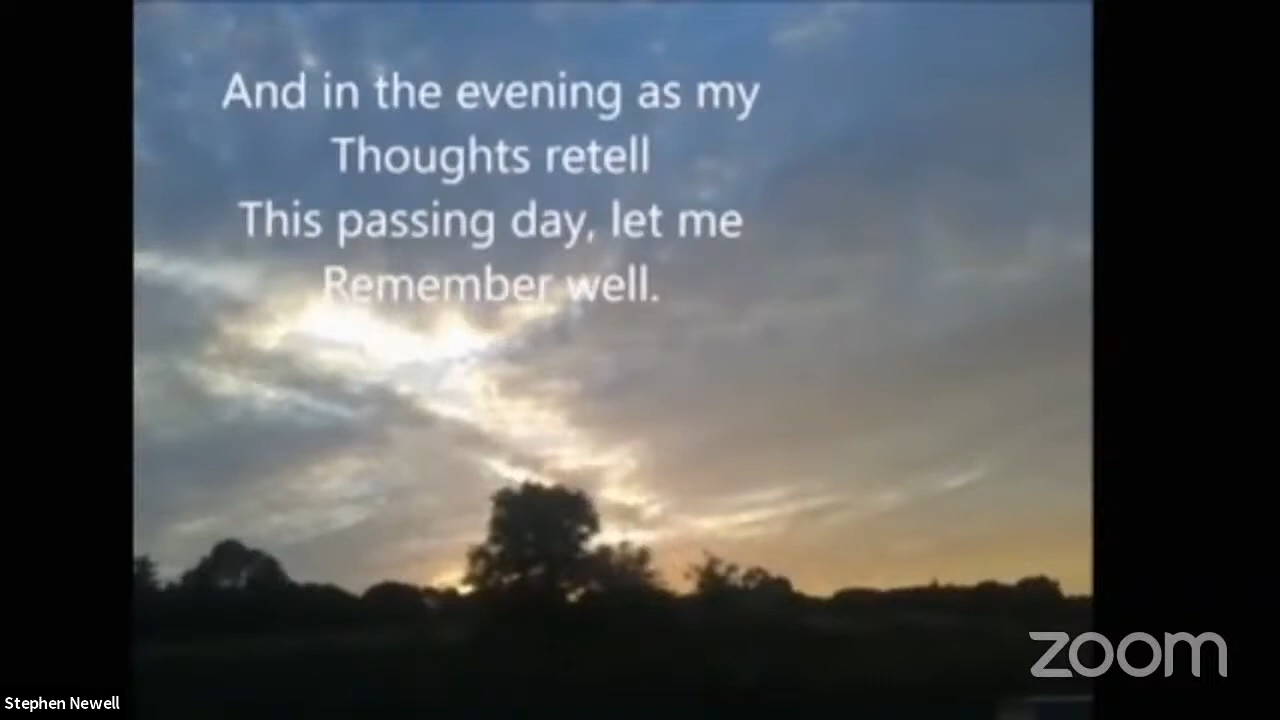 And in the evening as my
Thoughts retell
This passing day, let me
Remember well.
zoom
Stephen Newell